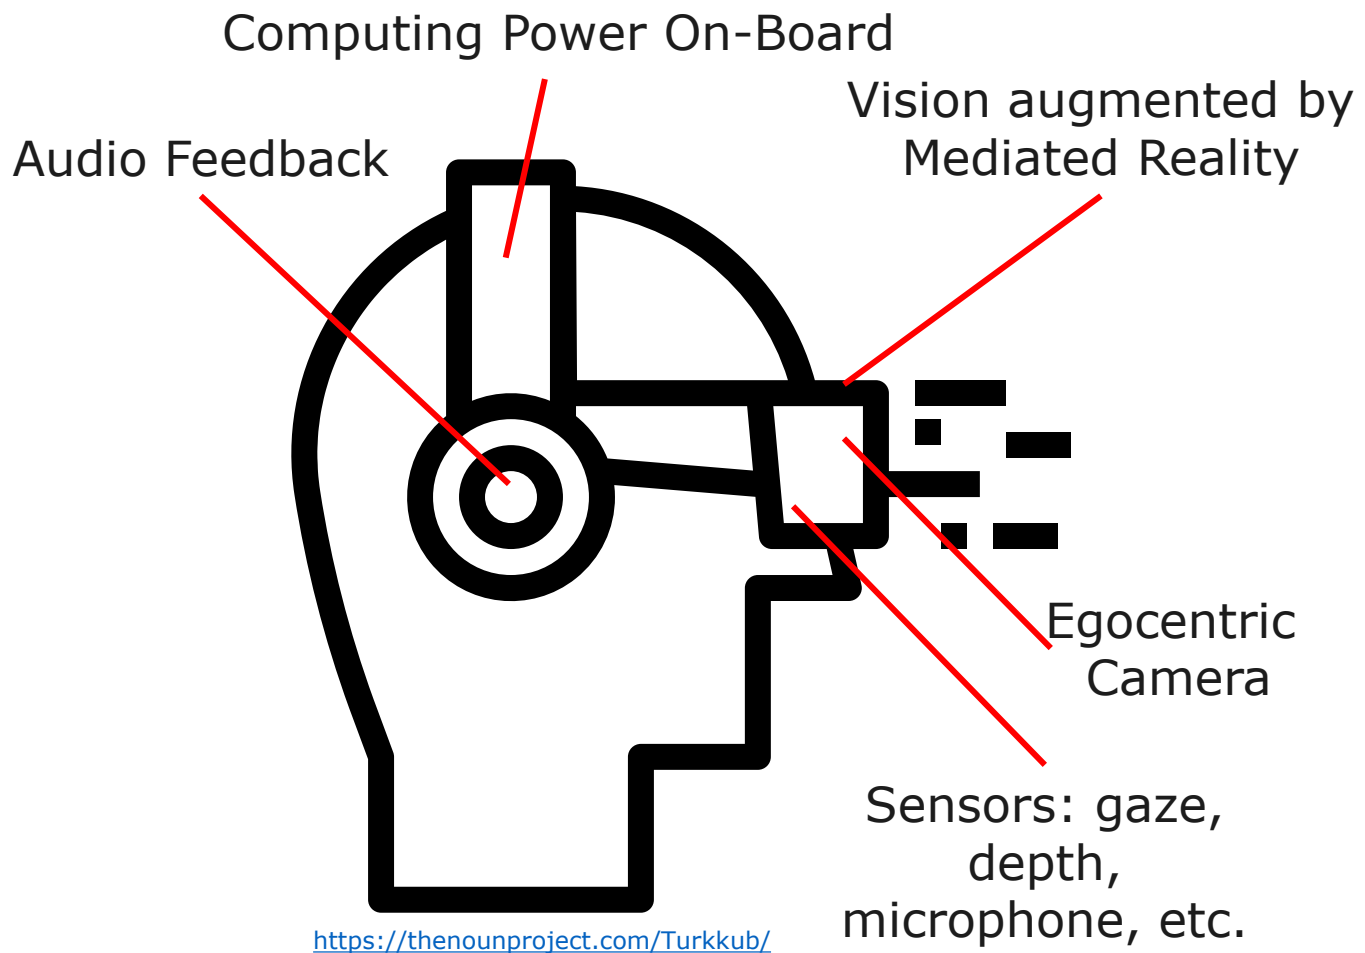 Computing Power On-Board
Vision augmented by
Mediated Reality
Audio Feedback
Egocentric
Camera
Sensors: gaze,
depth,
microphone, etc.
https://thenounproject.com/Turkkub/